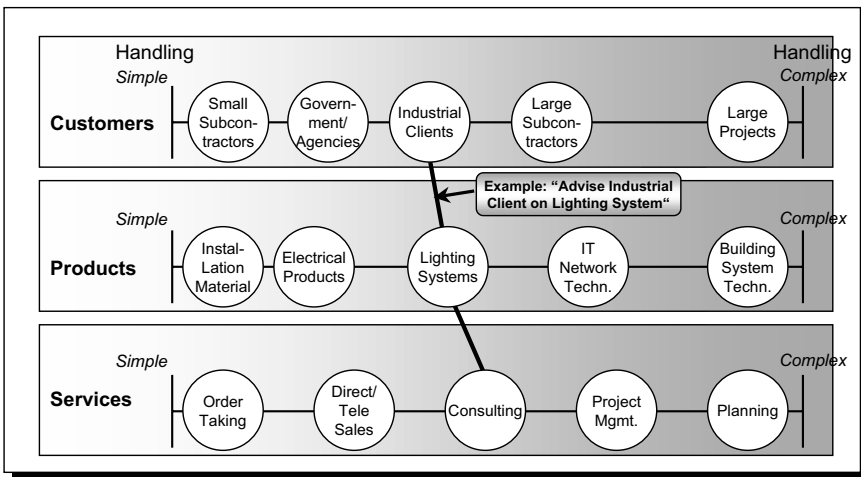 Handling
Handling
Simple
Complex
Customers
Small
Subcon-
tractors
Govern-
ment/
Agencies
Industrial
Clients
Large
Subcon-
tractors
Large
Projects
Example: “Advise Industrial
Client on Lighting System“
Simple
Complex
Products
Instal-
Lation
Material
Electrical
Products
Lighting
Systems
IT
Network
Techn.
Building
System
Techn.
Simple
Complex
Services
Order
Taking
Direct/
Tele
Sales
Consulting
Project
Mgmt.
Planning